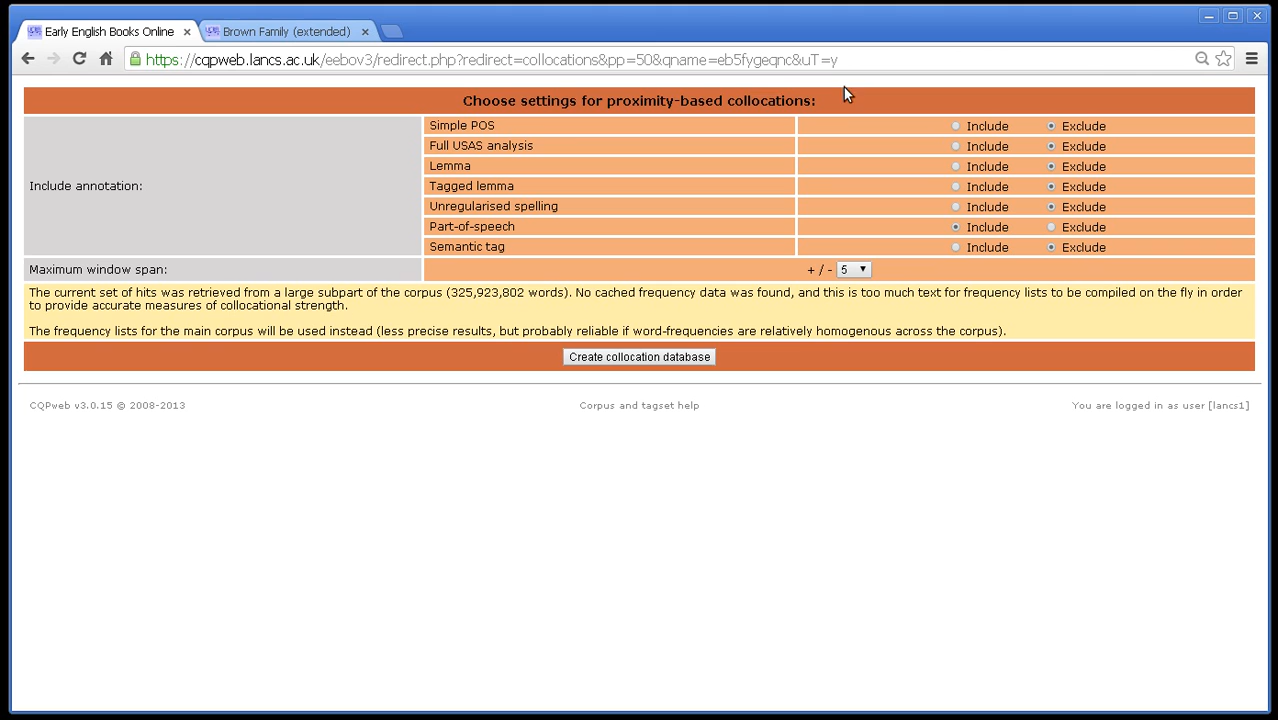 Early English Books Online
Brown Family (extended)
https://cqpweb.lancs.ac.uk/eebov3/redirect.php?redirect=collocations&pp=50&qname=eb5fygeqnc&uT=y
Choose settings for proximity-based collocations:
Include annotation:
Simple POS Include Exclude
Full USAS analysis Include Exclude
Lemma Include Exclude
Tagged lemma Include Exclude
Unregularised spelling Include Exclude
Part-of-speech Include Exclude
Semantic tag Include Exclude
Maximum window span: + / - 5
The current set of hits was retrieved from a large subpart of the corpus (325,923,802 words). No cached frequency data was found, and this is too much text for frequency lists to be compiled on the fly in order
to provide accurate measures of collocational strength.
The frequency lists for the main corpus will be used instead (less precise results, but probably reliable if word-frequencies are relatively homogenous across the corpus).
Create collocation database
CQPweb v3.0.15 © 2008-2013 Corpus and tagset help You are logged in as user [lancs1]